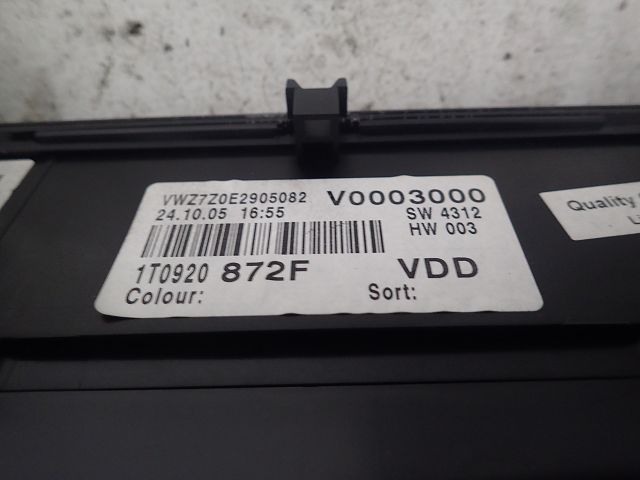 VWZ7Z0E2905082 V0003000
24.10.05 16:55 SW 4312
HW 003
1T0920 872F VDD
Colour: Sort:
Quality